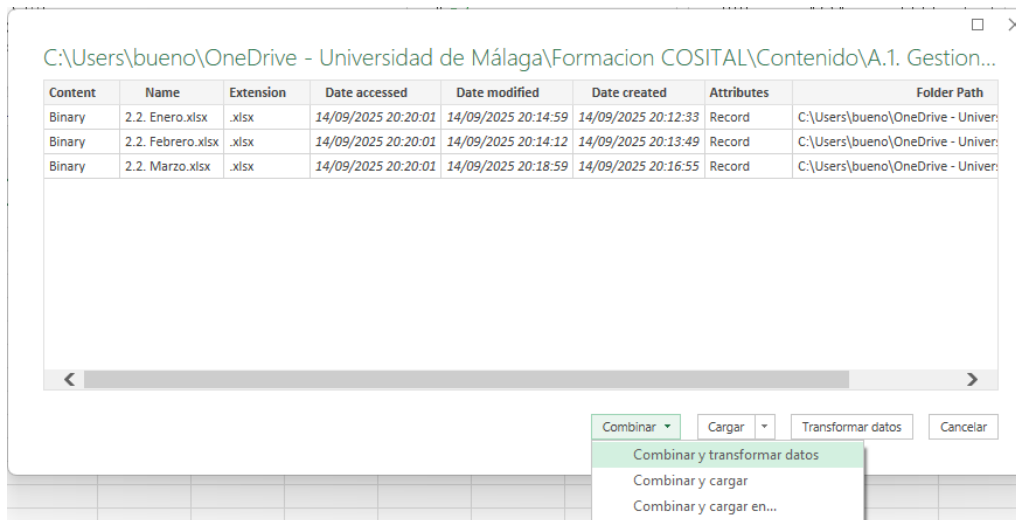 C:\Users\bueno\OneDrive - Universidad de Málaga\Formacion COSITAL\Contenido\A.1. Gestion...
Content Name Extension Date accessed Date modified Date created Attributes Folder Path
Binary 2.2. Enero.xlsx .xlsx 14/09/2025 20:20:01 14/09/2025 20:14:59 14/09/2025 20:12:33 Record C:\Users\bueno\OneDrive - Univer
Binary 2.2. Febrero.xlsx .xlsx 14/09/2025 20:20:01 14/09/2025 20:14:12 14/09/2025 20:13:49 Record C:\Users\bueno\OneDrive - Univer
Binary 2.2. Marzo.xlsx .xlsx 14/09/2025 20:20:01 14/09/2025 20:18:59 14/09/2025 20:16:55 Record C:\Users\bueno\OneDrive - Univer
Combinar Cargar Transformar datos Cancelar
Combinar y transformar datos
Combinar y cargar
Combinar y cargar en...